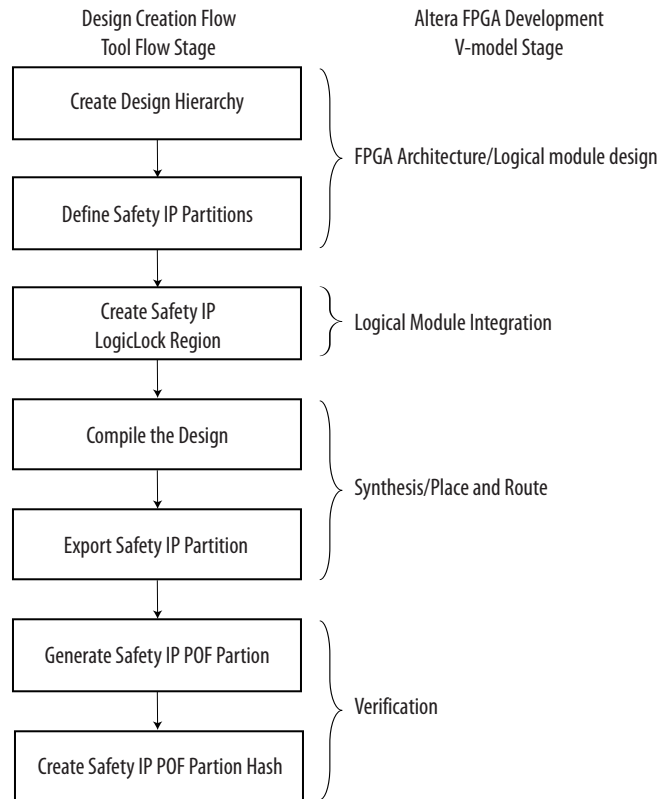 Design Creation Flow
Tool Flow Stage
Altera FPGA Development
V-model Stage
Create Design Hierarchy
FPGA Architecture/Logical module design
Define Safety IP Partitions
Create Safety IP
LogicLock Region
Logical Module Integration
Compile the Design
Synthesis/Place and Route
Export Safety IP Partition
Generate Safety IP POF Partion
Verification
Create Safety IP POF Partion Hash